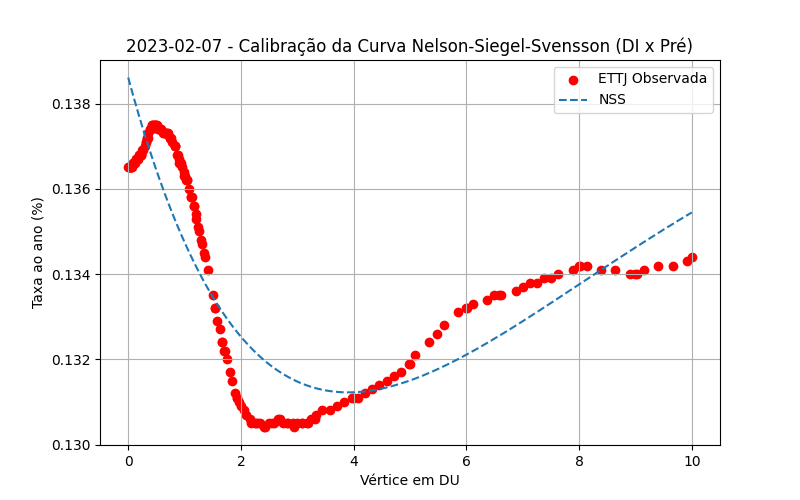 2023-02-07 - Calibração da Curva Nelson-Siegel-Svensson (DI x Pré)
ETTJ Observada
NSS
Taxa ao ano (%)
0.138
0.136
0.134
0.132
0.130
0 2 4 6 8 10
Vértice em DU